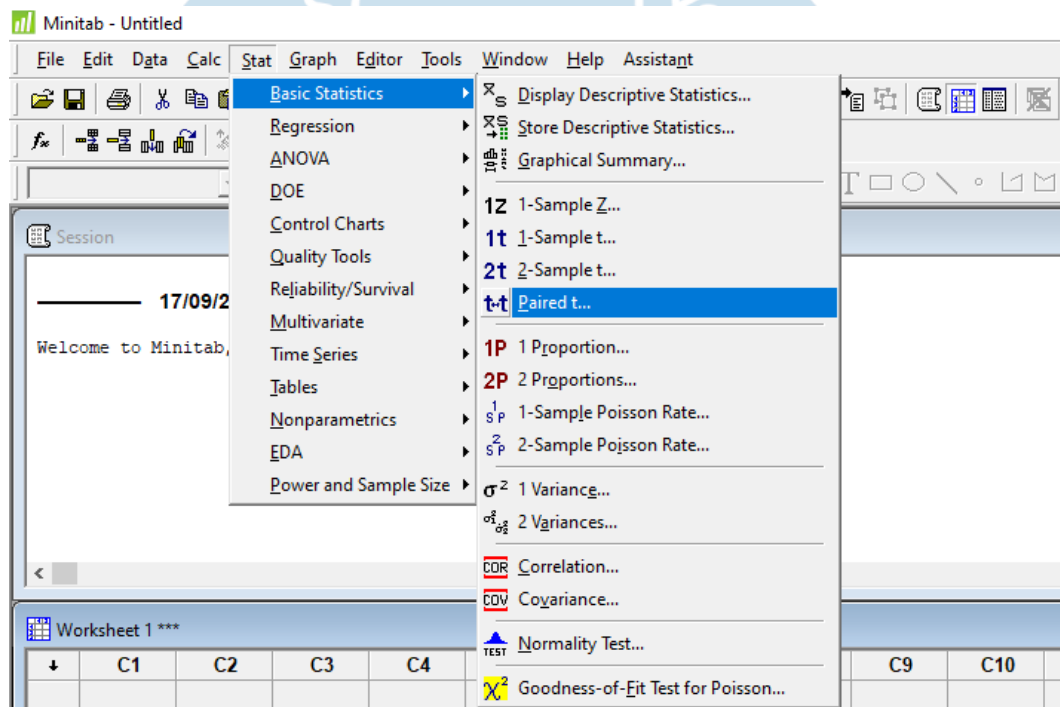 Minitab - Untitled
File Edit Data Calc Stat Graph Editor Tools Window Help Assistant
Session
17/09/2
Welcome to Minitab,
Basic Statistics
Regression
ANOVA
DOE
Control Charts
Quality Tools
Reliability/Survival
Multivariate
Time Series
Tables
Nonparametrics
EDA
Power and Sample Size
Display Descriptive Statistics...
Store Descriptive Statistics...
Graphical Summary...
1Z 1-Sample Z...
1t 1-Sample t...
2t 2-Sample t...
t-t Paired t...
1P 1 Proportion...
2P 2 Proportions...
1-Sample Poisson Rate...
2-Sample Poisson Rate...
σ² 1 Variance...
2 Variances...
COR Correlation...
COV Covariance...
TEST Normality Test...
χ² Goodness-of-Fit Test for Poisson...
Worksheet 1 ***
C1 C2 C3 C4 C9 C10